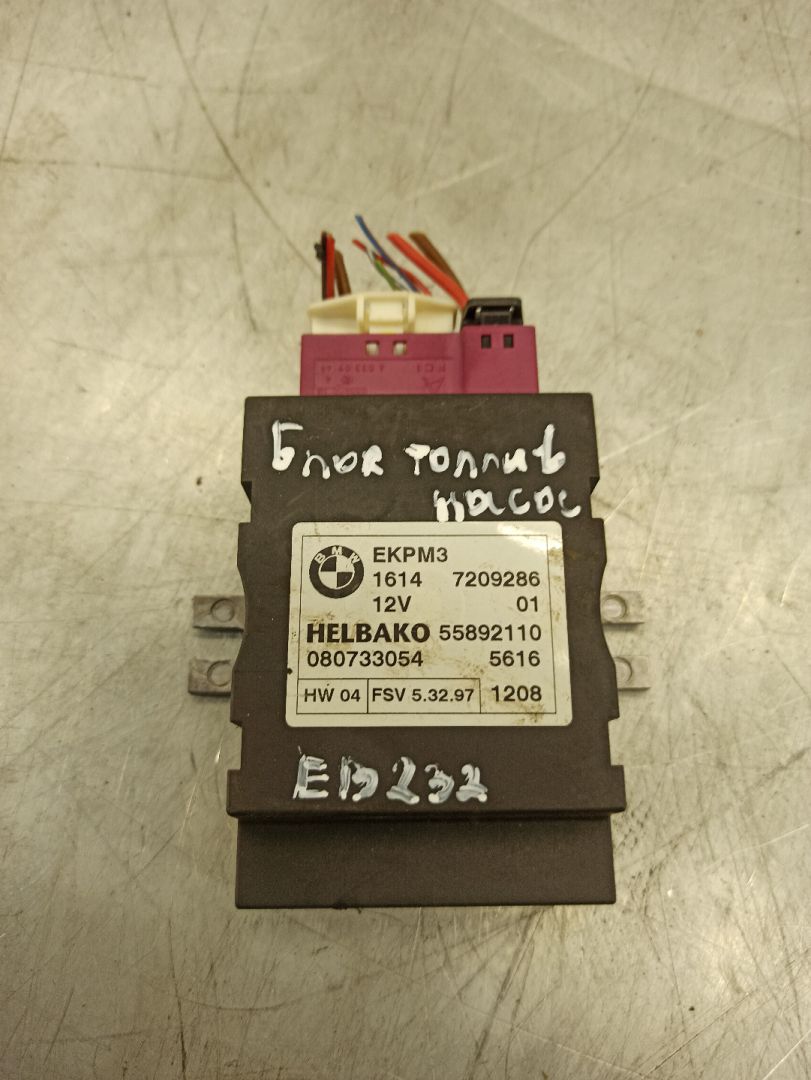 Блок топлив
насос
BMW
EKPM3
1614 7209286
12V 01
HELBAKO 55892110
080733054 5616
HW 04 FSV 5.32.97 1208